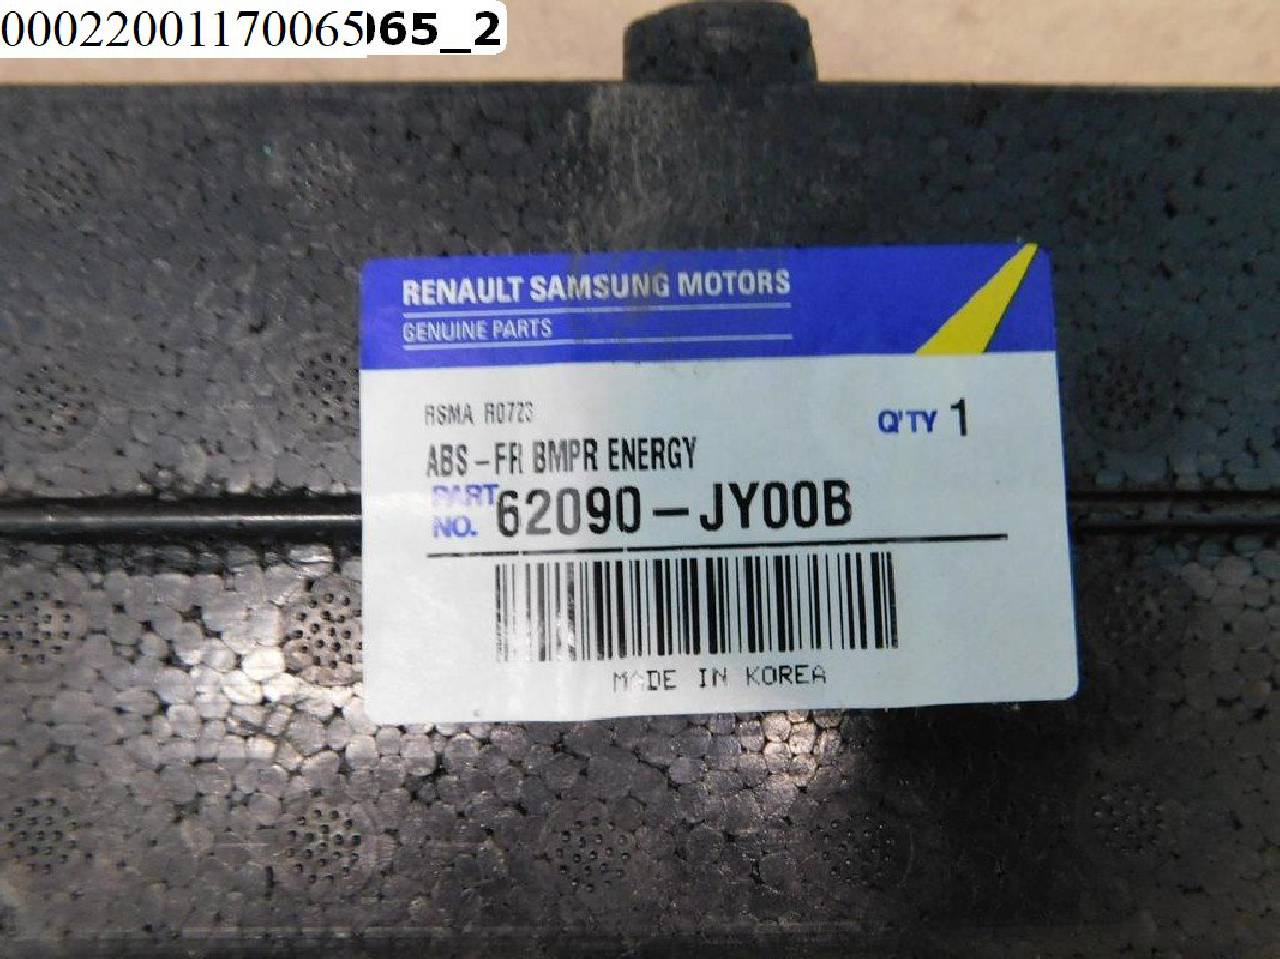 00022001170065065_2
RENAULT SAMSUNG MOTORS
GENUINE PARTS
RSMA R0723
Q'TY 1
ABS-FR BMPR ENERGY
PART NO. 62090-JY00B
MADE IN KOREA